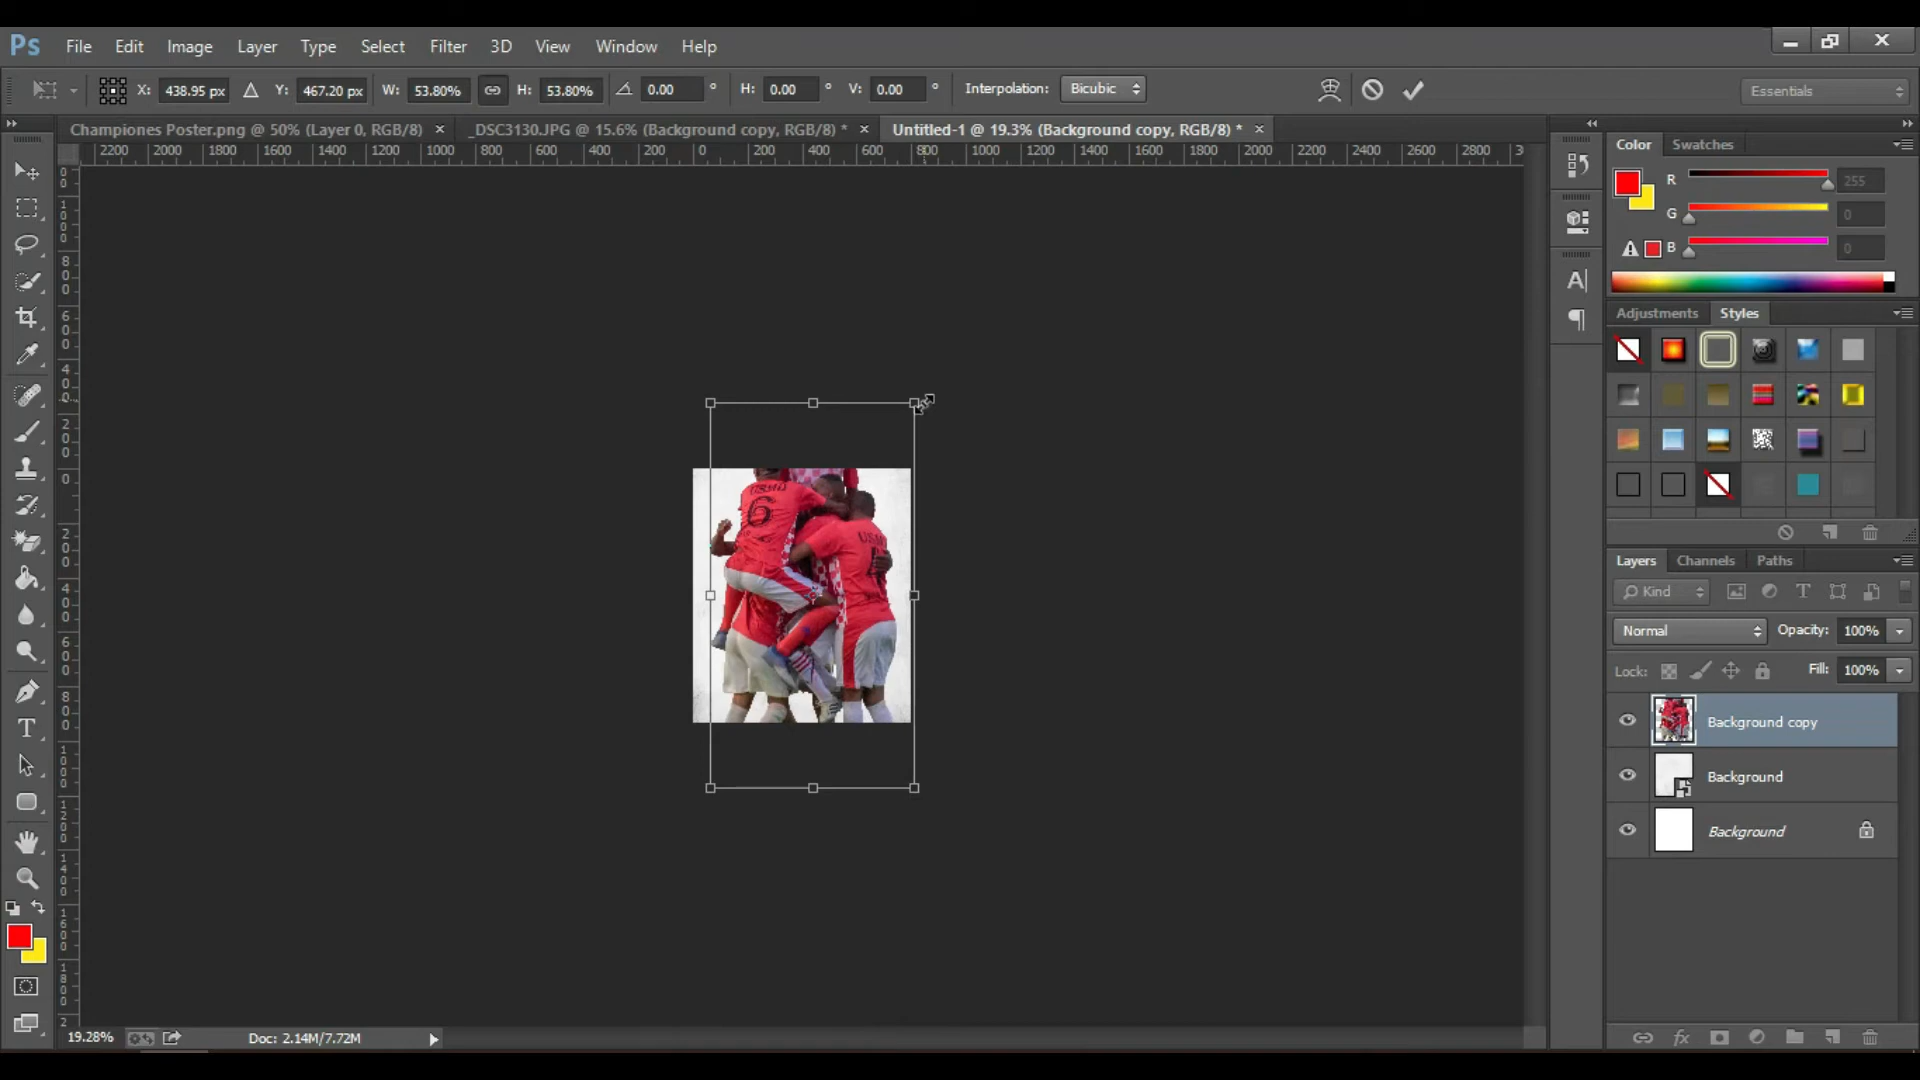 Ps File Edit Image Layer Type Select Filter 3D View Window Help
X: 438.95 px Y: 467.20 px W: 53.80% H: 53.80% 0.00 ° H: 0.00 ° V: 0.00 ° Interpolation: Bicubic Essentials
Championes Poster.png @ 50% (Layer 0, RGB/8) × _DSC3130.JPG @ 15.6% (Background copy, RGB/8) * × Untitled-1 @ 19.3% (Background copy, RGB/8) * ×
2200 2000 1800 1600 1400 1200 1000 800 600 400 200 0 200 400 600 800 1000 1200 1400 1600 1800 2000 2200 2400 2600 2800
Color Swatches
R 255
G 0
B 0
Adjustments Styles
6
USM
Layers Channels Paths
Kind
Normal Opacity: 100%
Lock: Fill: 100%
Background copy
Background
Background
19.28% Doc: 2.14M/7.72M